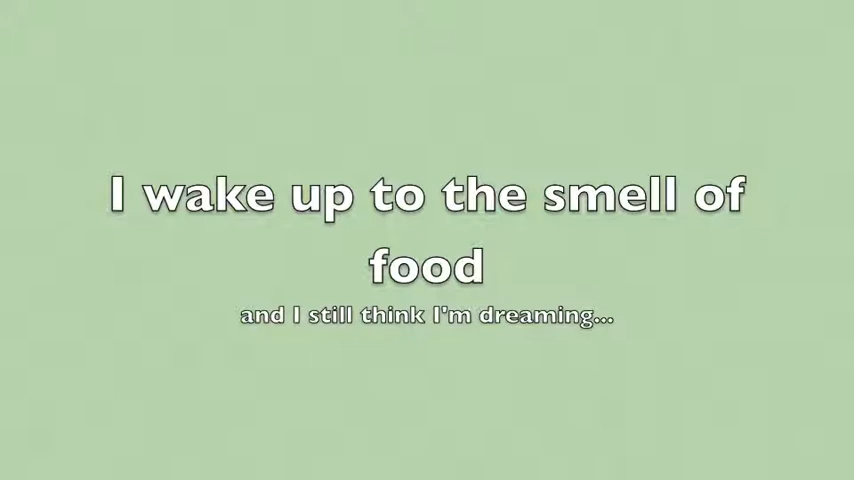 I wake up to the smell of
food
and I still think I'm dreaming...